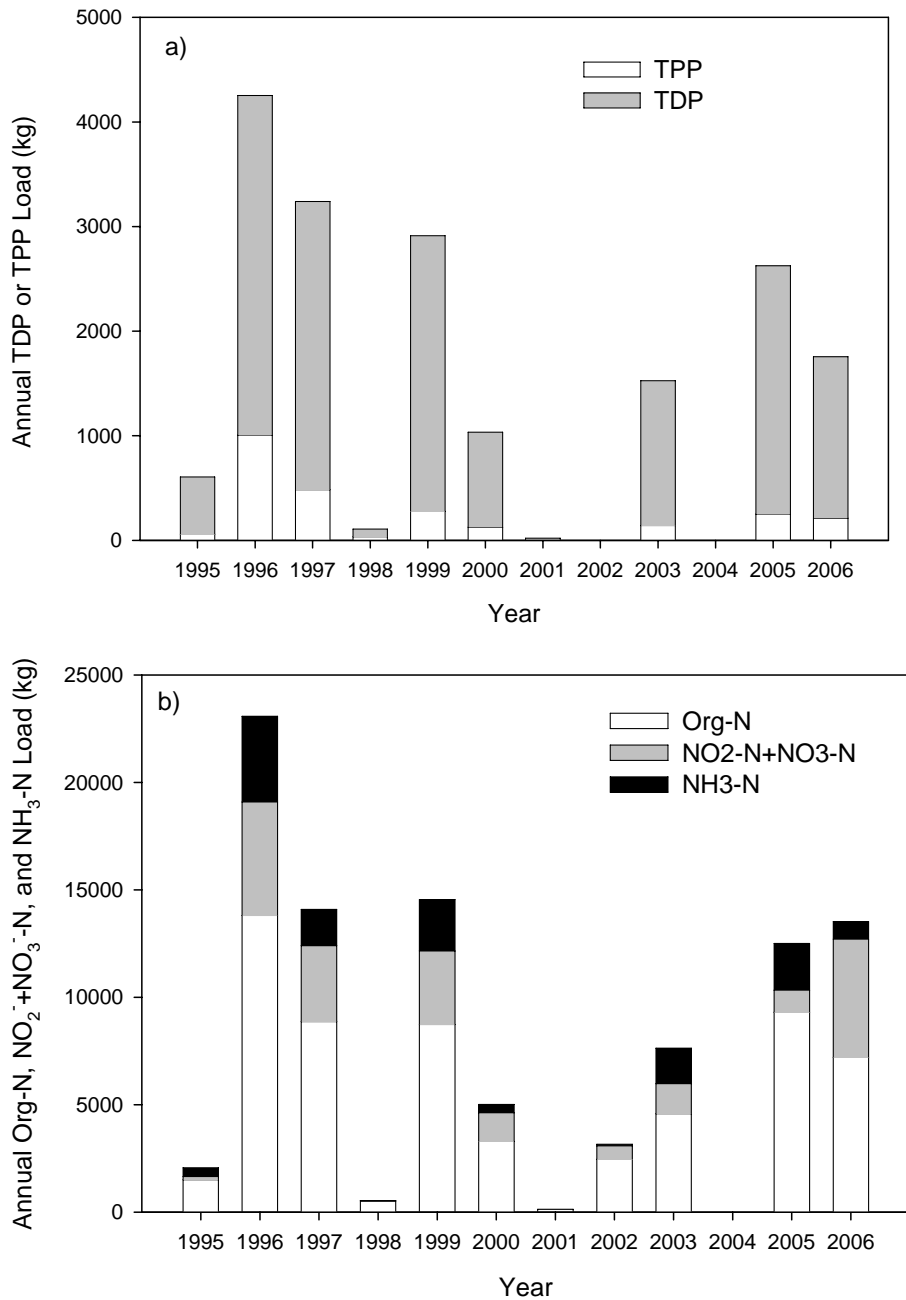 a)
TPP
TDP
5000
4000
3000
2000
1000
0
Annual TDP or TPP Load (kg)
1995 1996 1997 1998 1999 2000 2001 2002 2003 2004 2005 2006
Year
b)
Org-N
NO2-N+NO3-N
NH3-N
25000
20000
15000
10000
5000
0
Annual Org-N, NO₂⁻+NO₃⁻-N, and NH₃-N Load (kg)
1995 1996 1997 1998 1999 2000 2001 2002 2003 2004 2005 2006
Year